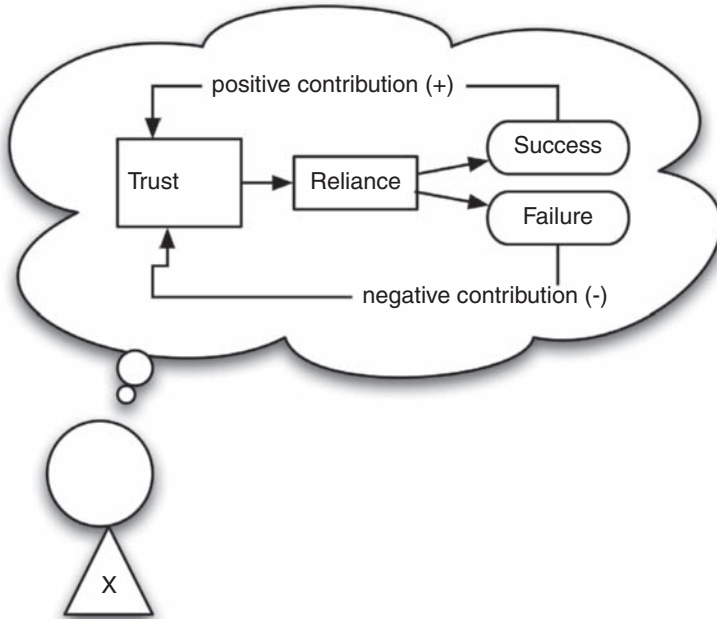 positive contribution (+)
Trust
Reliance
Success
Failure
negative contribution (-)
X